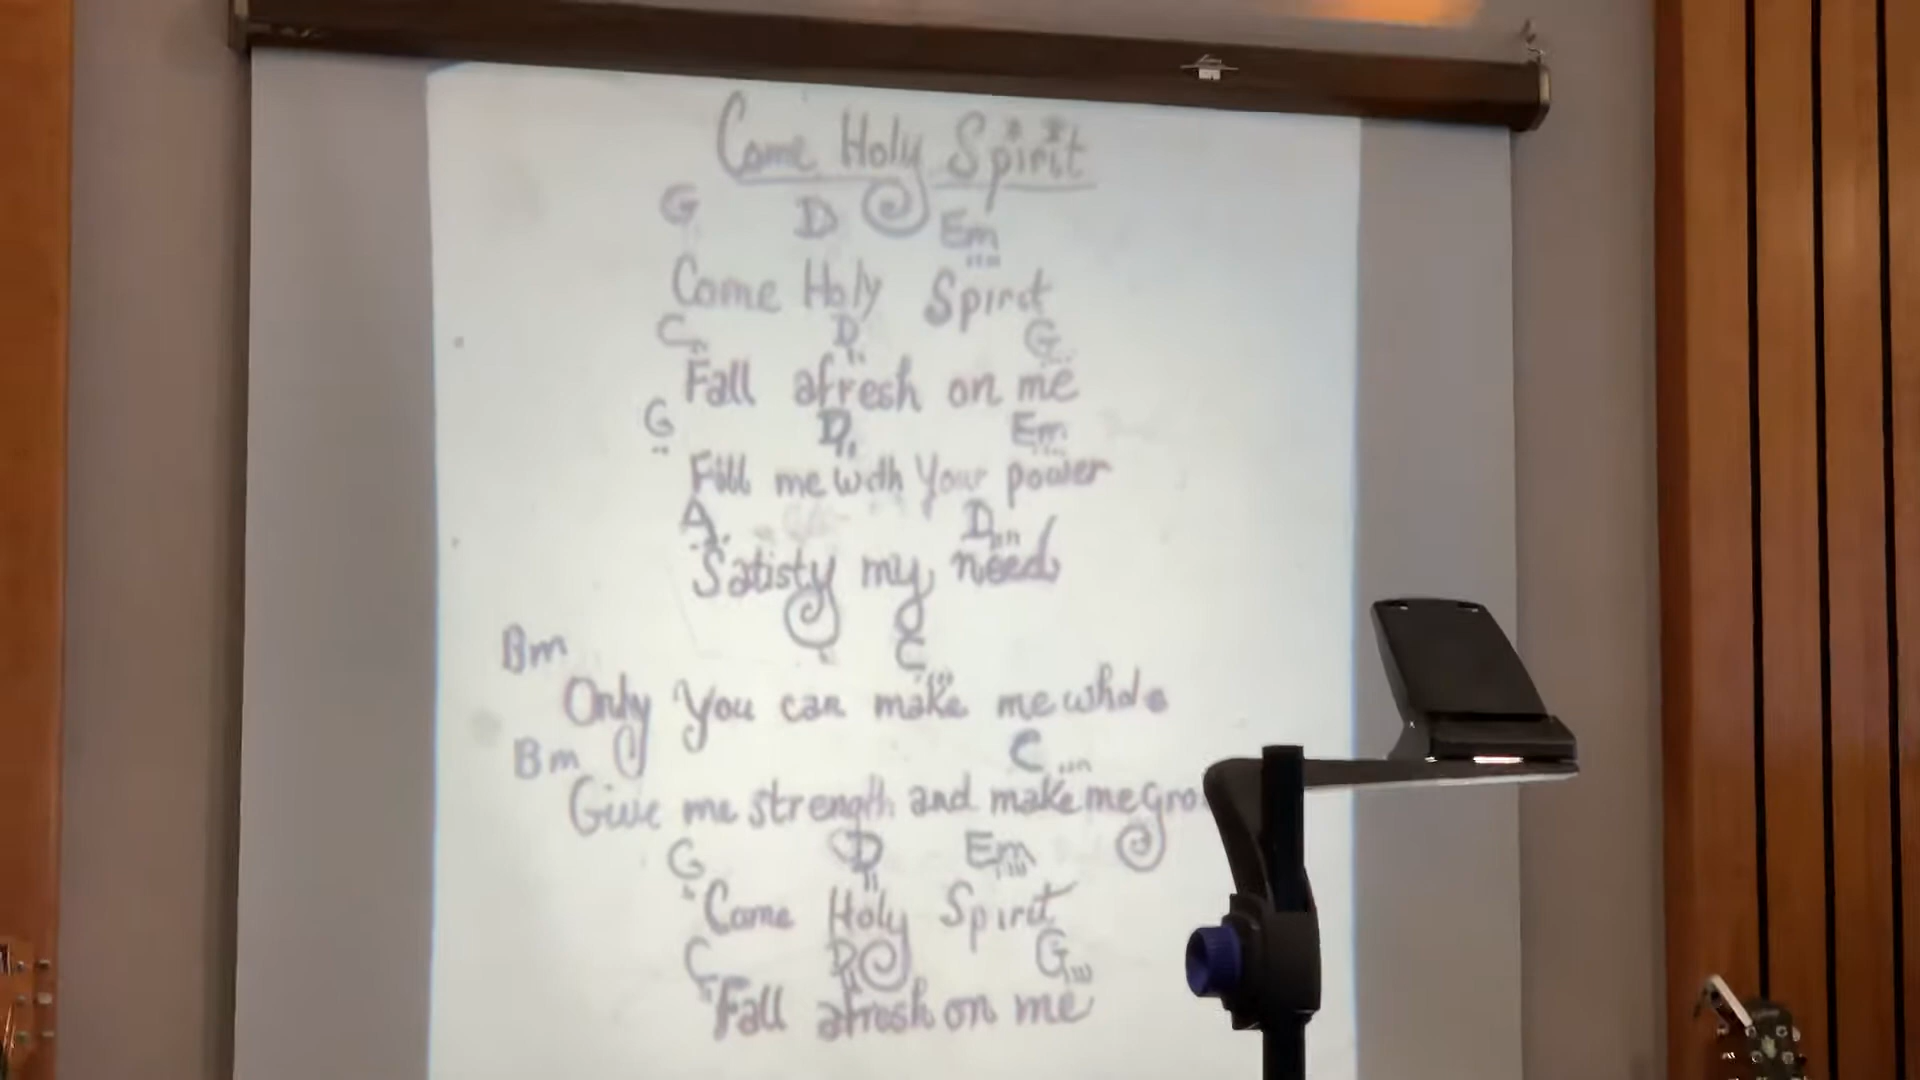 Come Holy Spirit
G D Em
Come Holy Spirit
C D G
Fall afresh on me
G D Em
Fill me with Your power
A D
Satisfy my need
Bm C
Only You can make me whole
Bm C
Give me strength and make me gro
G D Em
Come Holy Spirit
C D G
Fall afresh on me